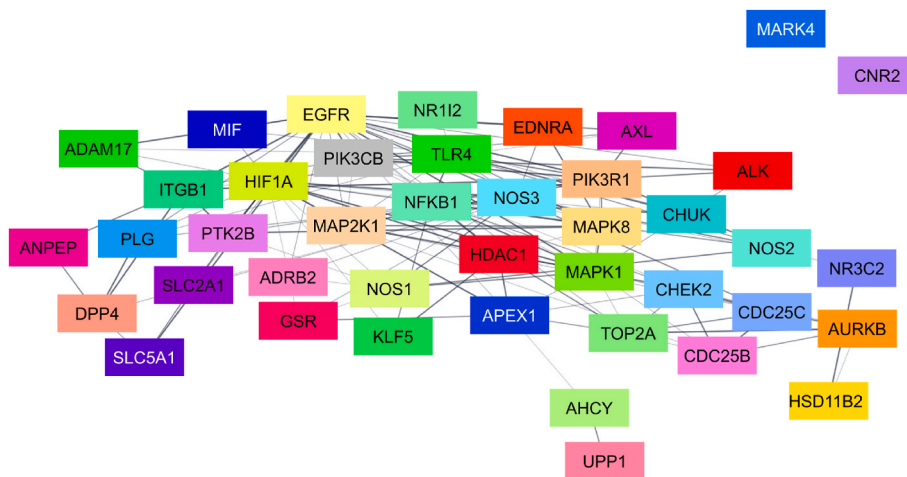 MARK4
CNR2
EGFR
NR1I2
MIF
EDNRA
AXL
ADAM17
PIK3CB
TLR4
ALK
ITGB1
HIF1A
PIK3R1
NFKB1
NOS3
CHUK
ANPEP
PLG
PTK2B
MAP2K1
MAPK8
NOS2
HDAC1
NR3C2
SLC2A1
ADRB2
NOS1
MAPK1
CHEK2
DPP4
GSR
APEX1
CDC25C
KLF5
TOP2A
AURKB
SLC5A1
CDC25B
HSD11B2
AHCY
UPP1